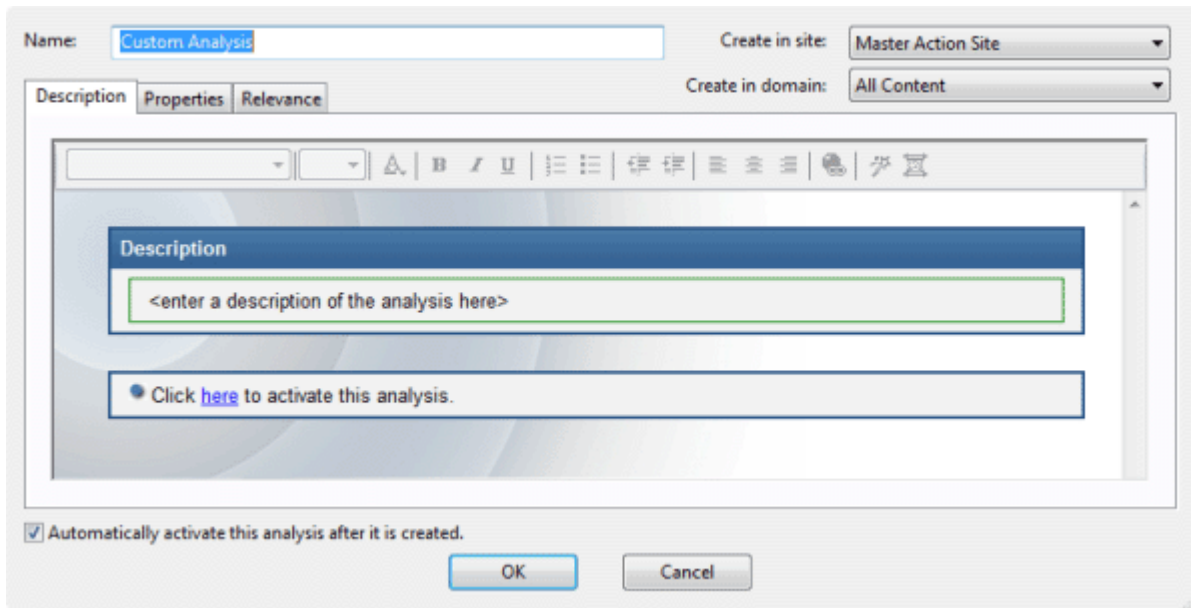 Name: Custom Analysis Create in site: Master Action Site
Create in domain: All Content
Description Properties Relevance
B I U
Description
<enter a description of the analysis here>
Click here to activate this analysis.
Automatically activate this analysis after it is created.
OK Cancel